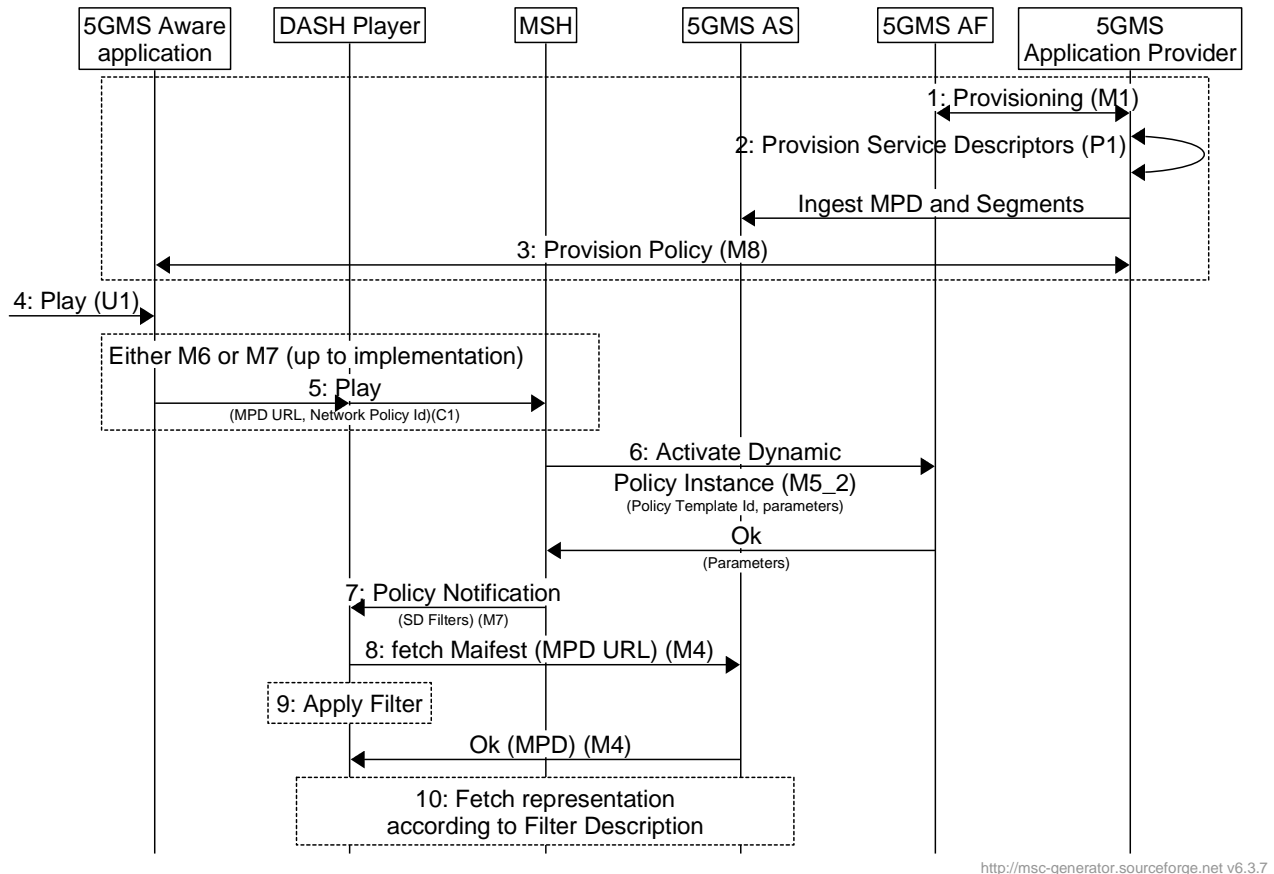 5GMS Aware
application
DASH Player
MSH
5GMS AS
5GMS AF
5GMS
Application Provider
1: Provisioning (M1)
2: Provision Service Descriptors (P1)
Ingest MPD and Segments
3: Provision Policy (M8)
4: Play (U1)
Either M6 or M7 (up to implementation)
5: Play
(MPD URL, Network Policy Id)(C1)
6: Activate Dynamic
Policy Instance (M5_2)
(Policy Template Id, parameters)
Ok
(Parameters)
7: Policy Notification
(SD Filters) (M7)
8: fetch Maifest (MPD URL) (M4)
9: Apply Filter
Ok (MPD) (M4)
10: Fetch representation
according to Filter Description
http://msc-generator.sourceforge.net v6.3.7